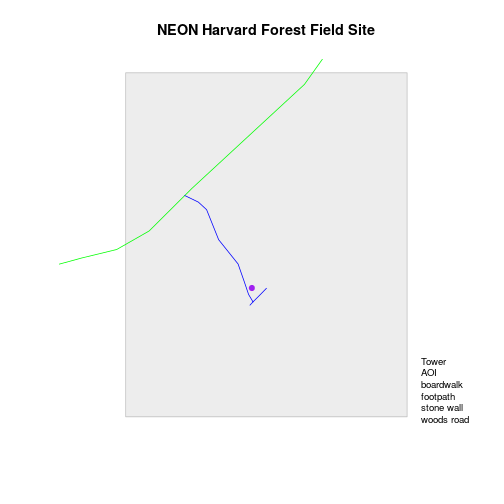 NEON Harvard Forest Field Site
Tower
AOI
boardwalk
footpath
stone wall
woods road